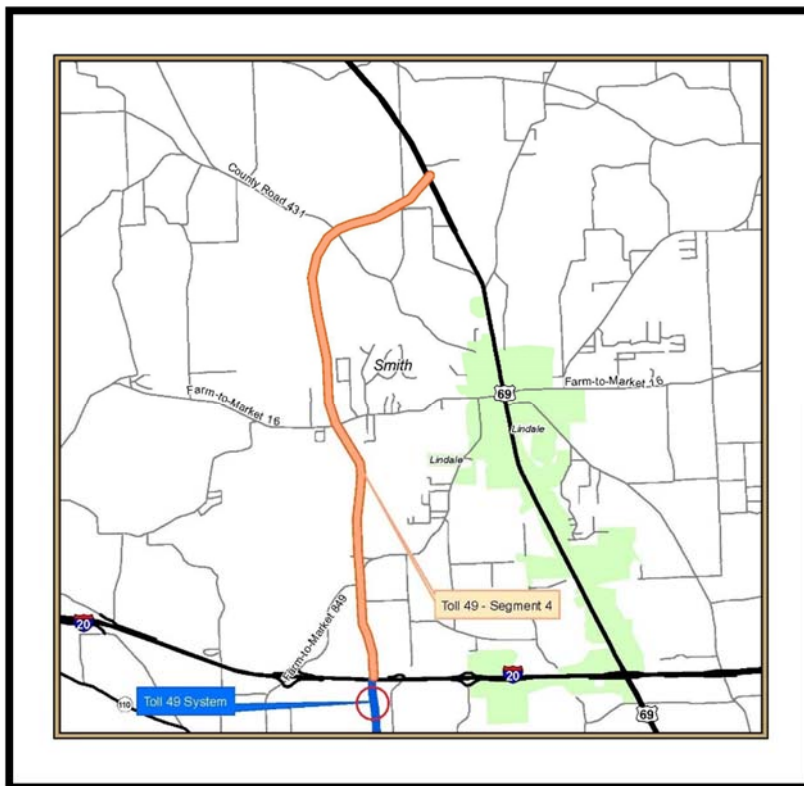 County Road 431
Smith
Farm-to-Market 16
Farm-to-Market 16
69
Lindale
Lindale
Toll 49 - Segment 4
Farm-to-Market 849
20
20
110
Toll 49 System
69